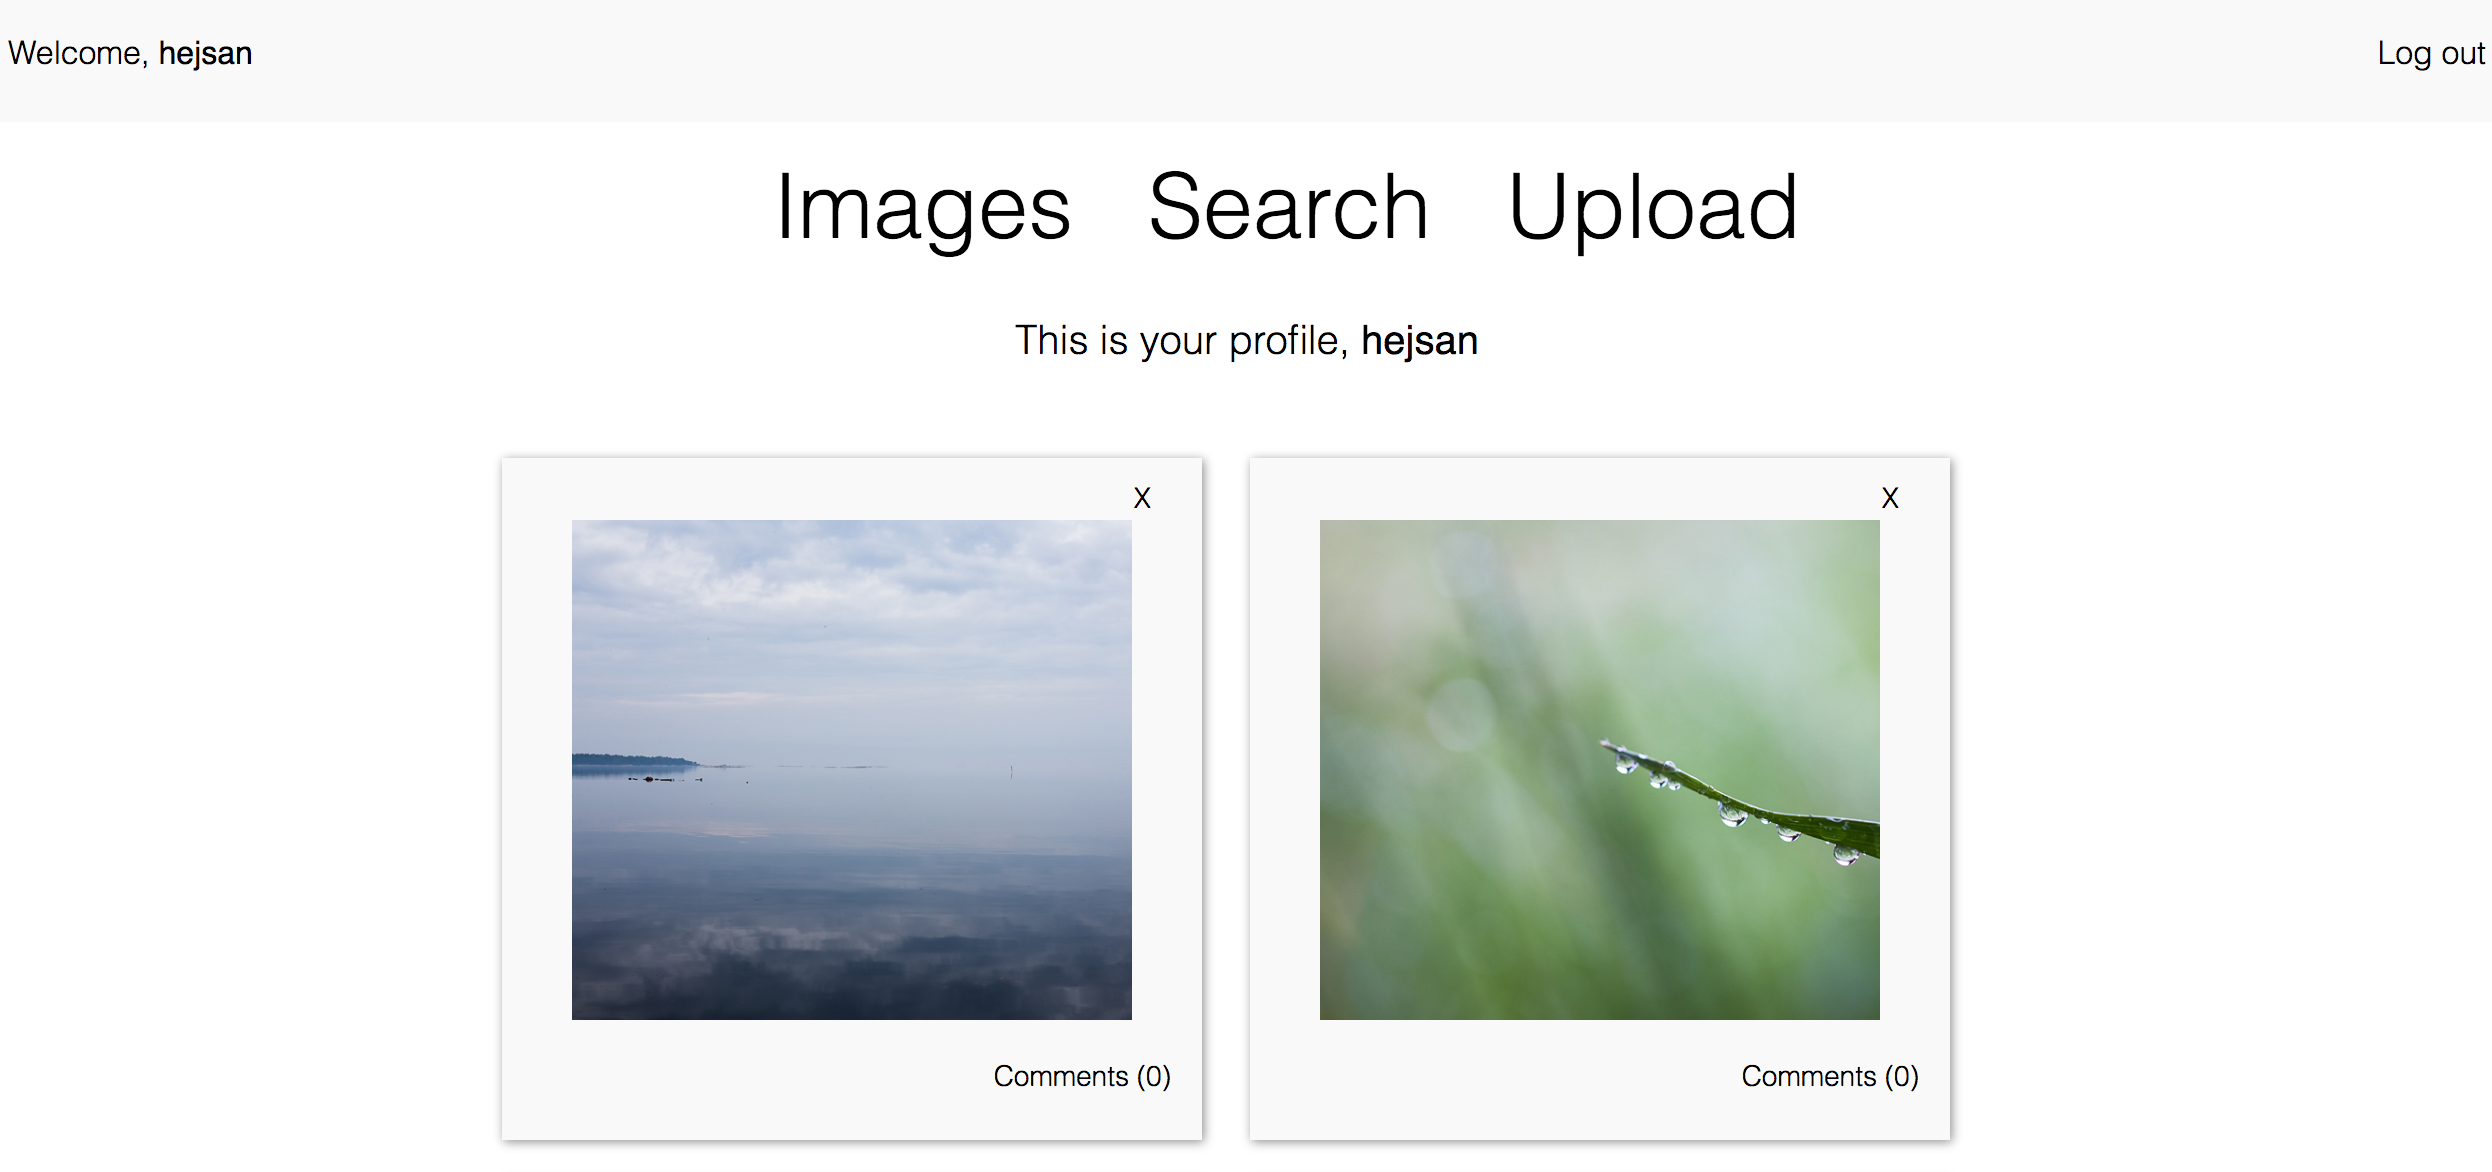 Welcome, hejsan Log out
Images Search Upload
This is your profile, hejsan
X X
Comments (0) Comments (0)